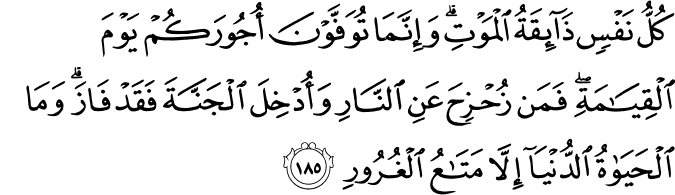 كُلُّ نَفْسٍ ذَآئِقَةُ ٱلْمَوْتِ ۗ وَإِنَّمَا تُوَفَّوْنَ أُجُورَكُمْ يَوْمَ
ٱلْقِيَـٰمَةِ ۖ فَمَن زُحْزِحَ عَنِ ٱلنَّارِ وَأُدْخِلَ ٱلْجَنَّةَ فَقَدْ فَازَ ۗ وَمَا
ٱلْحَيَوٰةُ ٱلدُّنْيَآ إِلَّا مَتَـٰعُ ٱلْغُرُورِ ١٨٥